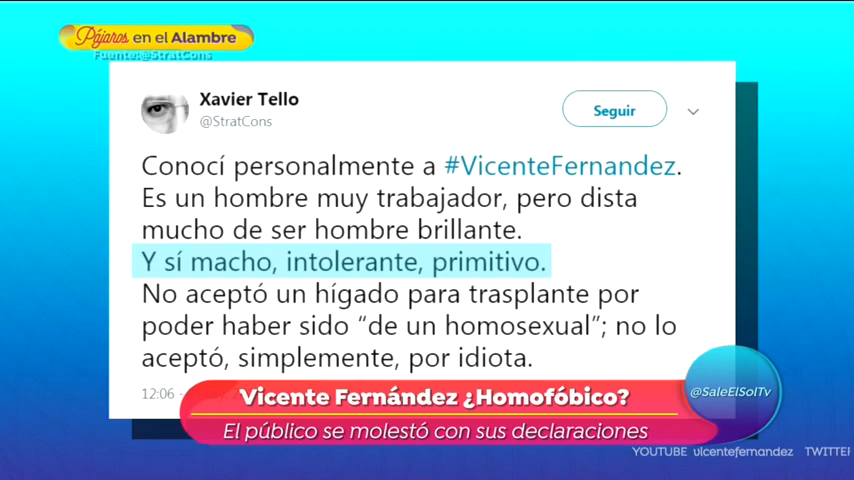 Pájaros en el Alambre
Fuente:@StratCons
Xavier Tello
@StratCons
Seguir
Conocí personalmente a #VicenteFernandez.
Es un hombre muy trabajador, pero dista
mucho de ser hombre brillante.
Y sí macho, intolerante, primitivo.
No aceptó un hígado para trasplante por
poder haber sido “de un homosexual”; no lo
aceptó, simplemente, por idiota.
12:06
Vicente Fernández ¿Homofóbico?
@SaleElSolTv
El público se molestó con sus declaraciones
YOUTUBE vicentefernandez TWITTER